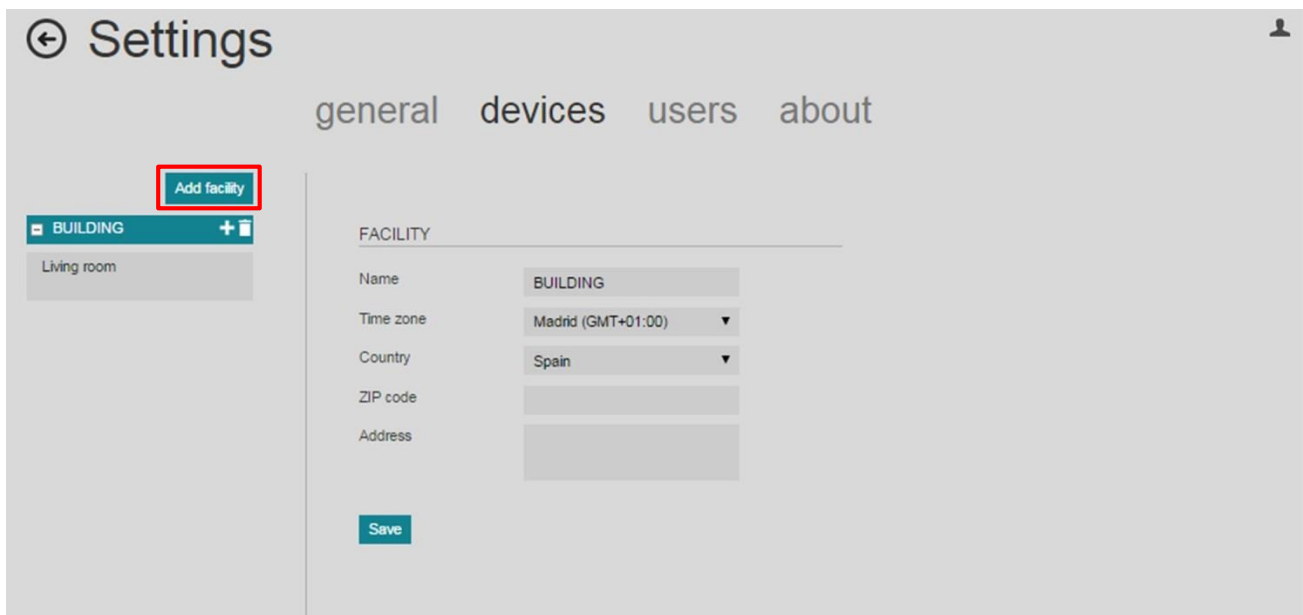 Settings
general devices users about
Add facility
BUILDING
Living room
FACILITY
Name BUILDING
Time zone Madrid (GMT+01:00)
Country Spain
ZIP code
Address
Save